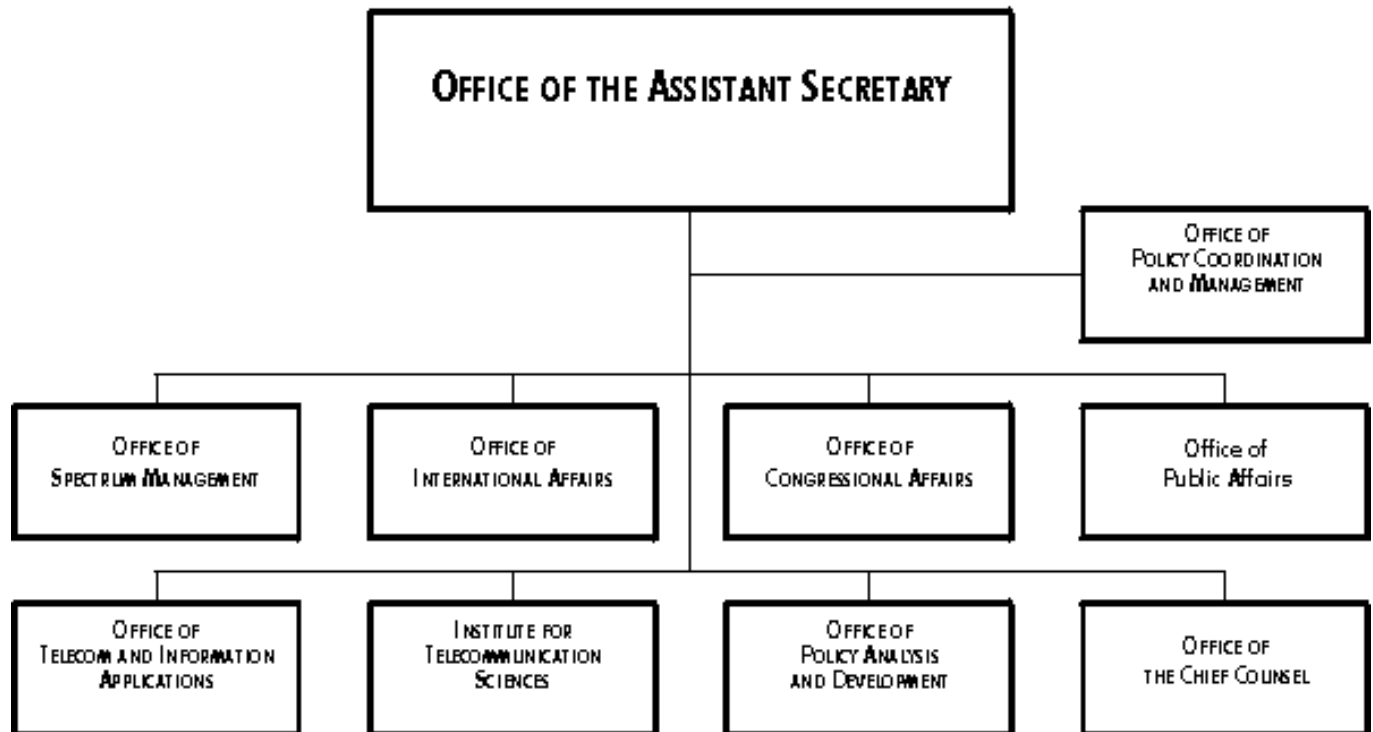 OFFICE OF THE ASSISTANT SECRETARY
OFFICE OF
POLICY COORDINATION
AND MANAGEMENT
OFFICE OF
SPECTRUM MANAGEMENT
OFFICE OF
INTERNATIONAL AFFAIRS
OFFICE OF
CONGRESSIONAL AFFAIRS
Office of
Public Affairs
OFFICE OF
TELECOM AND INFORMATION
APPLICATIONS
INSTITUTE FOR
TELECOMMUNICATION
SCIENCES
OFFICE OF
POLICY ANALYSIS
AND DEVELOPMENT
OFFICE OF
THE CHIEF COUNSEL